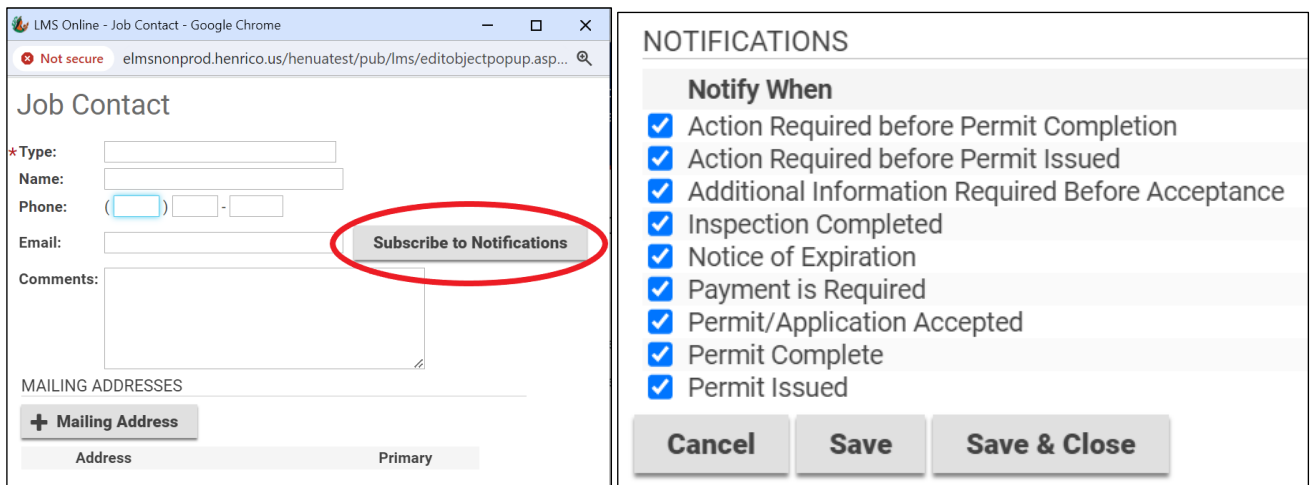 LMS Online - Job Contact - Google Chrome
Not secure elmsnonprod.henrico.us/henuatest/pub/lms/editobjectpopup.asp...
Job Contact
*Type:
Name:
Phone: ( ) -
Email: Subscribe to Notifications
Comments:
MAILING ADDRESSES
+ Mailing Address
Address Primary
NOTIFICATIONS
Notify When
Action Required before Permit Completion
Action Required before Permit Issued
Additional Information Required Before Acceptance
Inspection Completed
Notice of Expiration
Payment is Required
Permit/Application Accepted
Permit Complete
Permit Issued
Cancel Save Save & Close